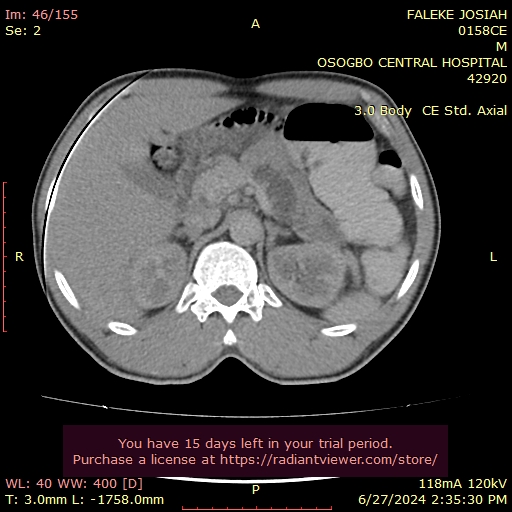 Im: 46/155
Se: 2
A
FALEKE JOSIAH
0158CE
M
OSOGBO CENTRAL HOSPITAL
42920
3.0 Body  CE Std. Axial
R
L
You have 15 days left in your trial period.
Purchase a license at https://radiantviewer.com/store/
WL: 40 WW: 400 [D]
T: 3.0mm L: -1758.0mm
P
118mA 120kV
6/27/2024 2:35:30 PM